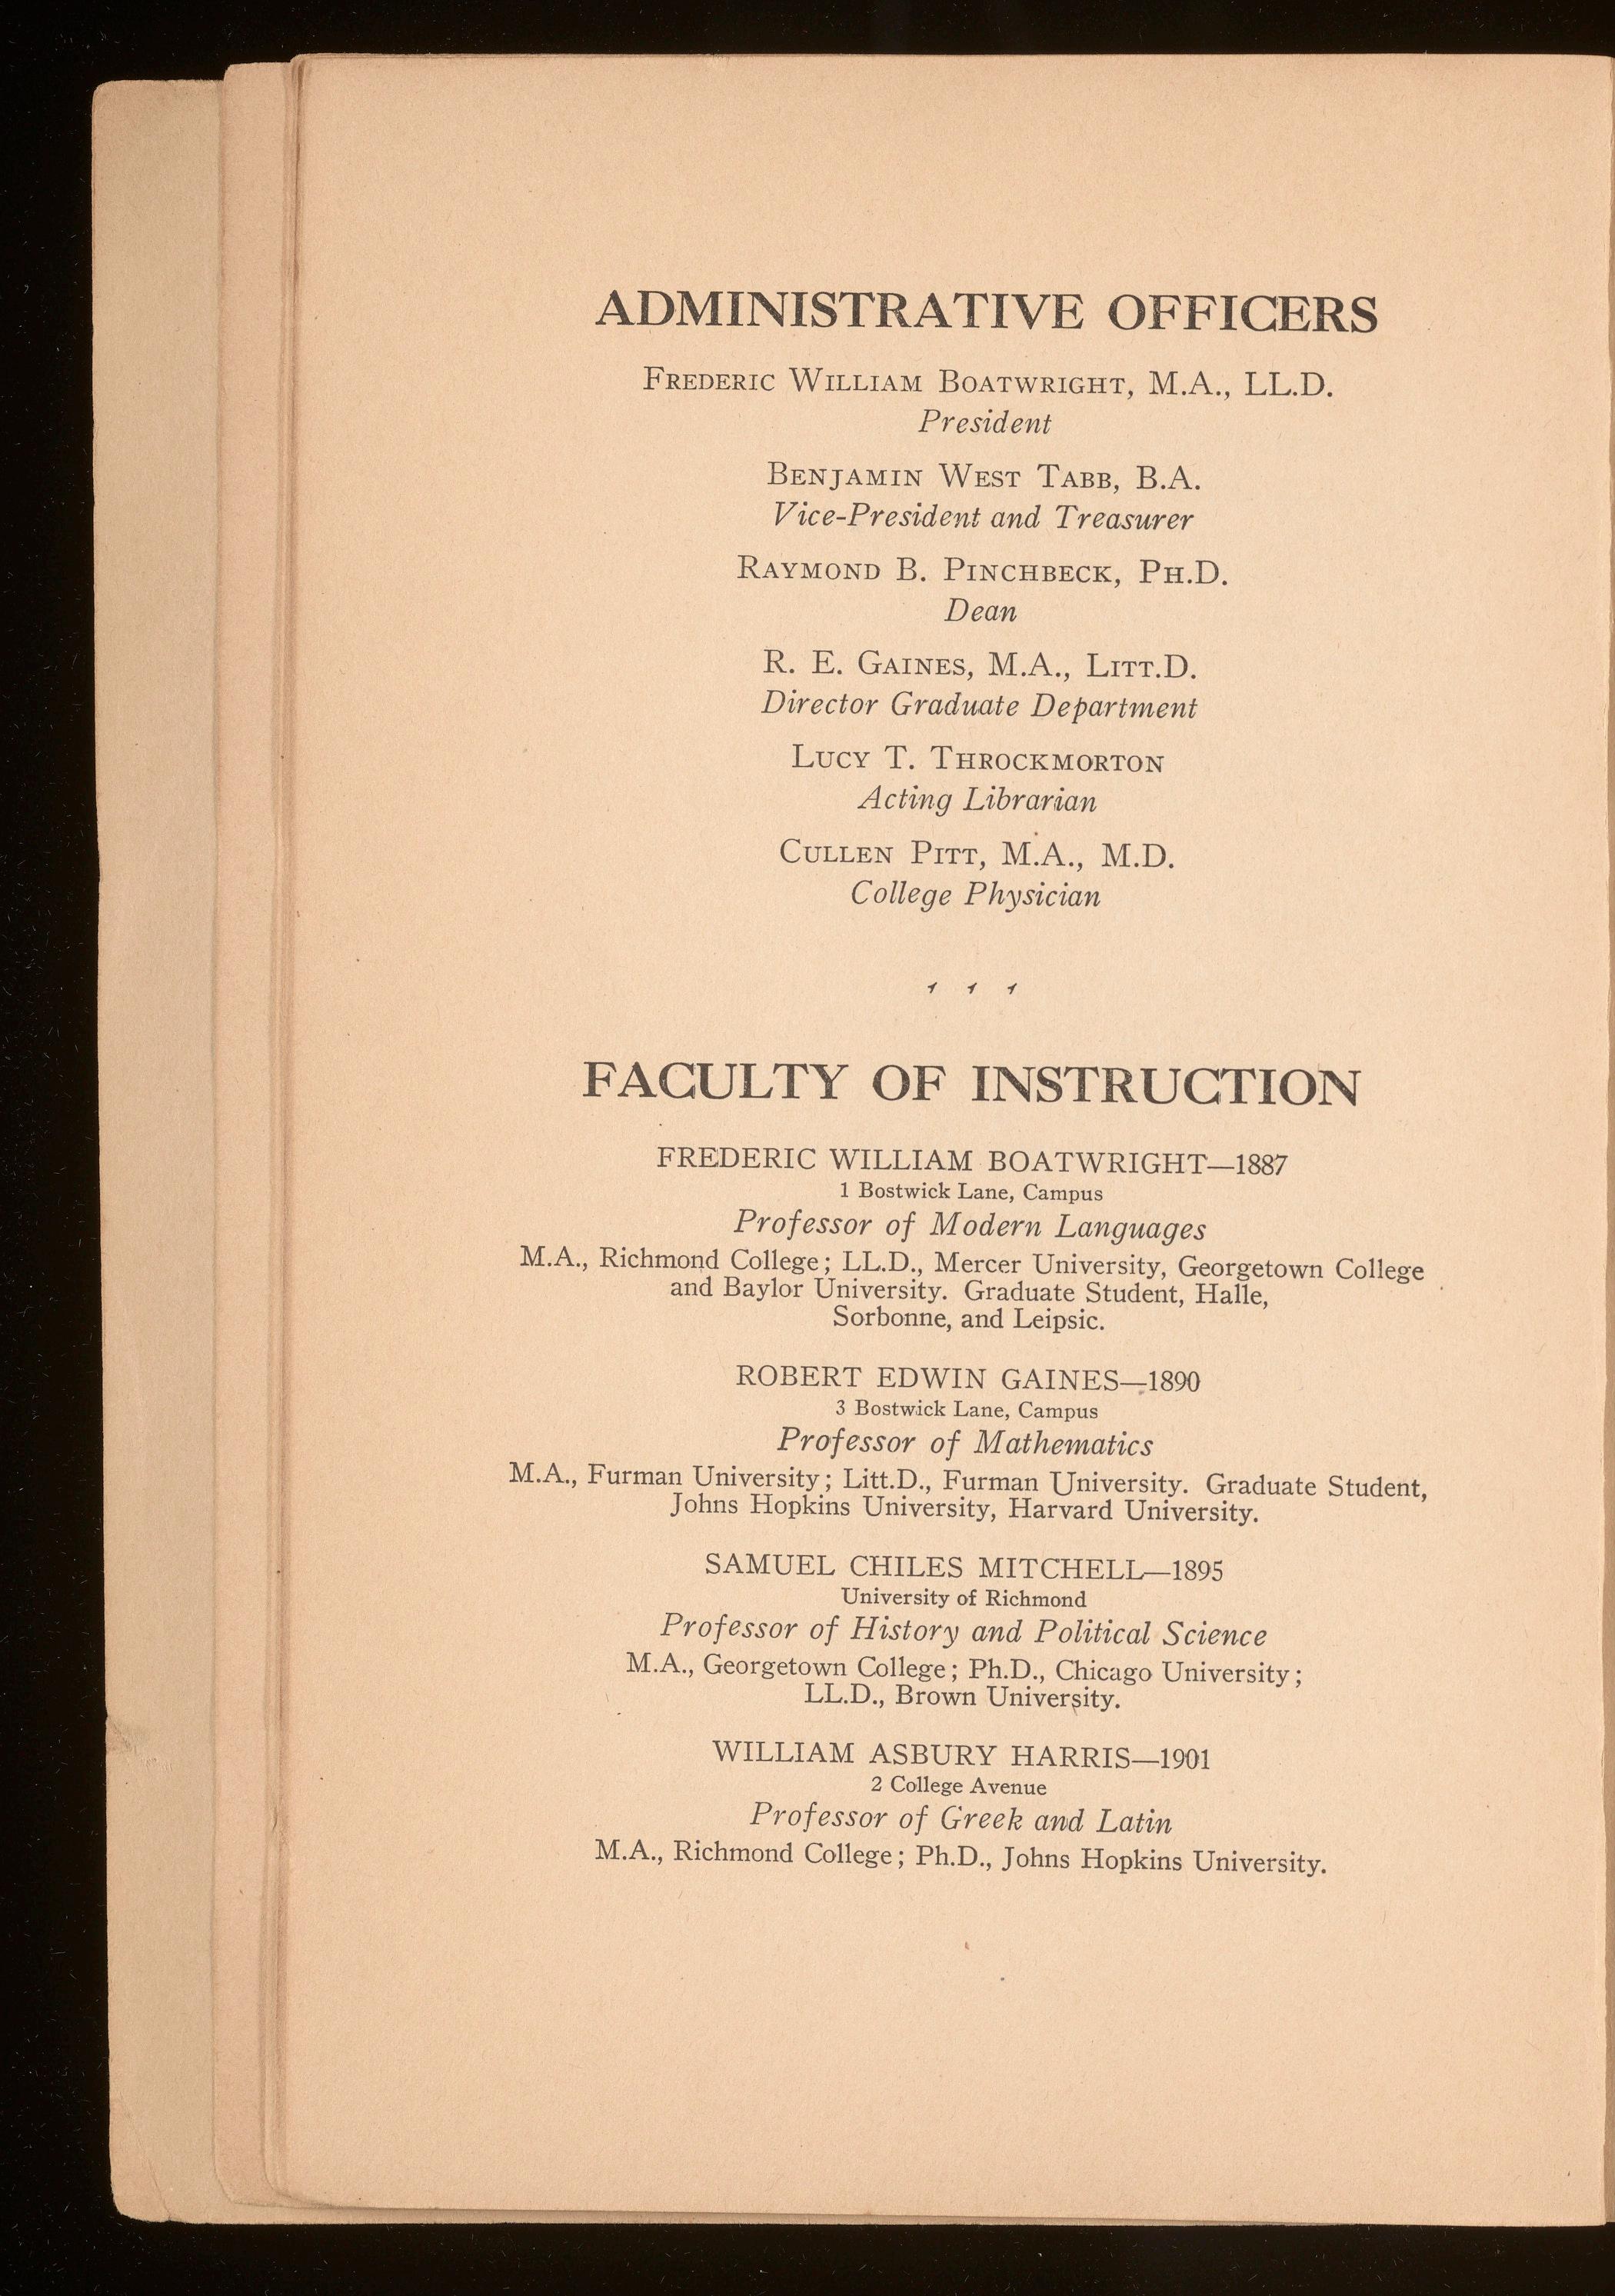 ADMINISTRATIVE OFFICERS
Frederic William Boatwright, M.A., LL.D.
President
Benjamin West Tabb, B.A.
Vice-President and Treasurer
Raymond B. Pinchbeck, Ph.D.
Dean
R. E. Gaines, M.A., Litt.D.
Director Graduate Department
Lucy T. Throckmorton
Acting Librarian
Cullen Pitt, M.A., M.D.
College Physician
FACULTY OF INSTRUCTION
FREDERIC WILLIAM BOATWRIGHT—1887
1 Bostwick Lane, Campus
Professor of Modern Languages
M.A., Richmond College; LL.D., Mercer University, Georgetown College
and Baylor University. Graduate Student, Halle,
Sorbonne, and Leipsic.
ROBERT EDWIN GAINES—1890
3 Bostwick Lane, Campus
Professor of Mathematics
M.A., Furman University; Litt.D., Furman University. Graduate Student,
Johns Hopkins University, Harvard University.
SAMUEL CHILES MITCHELL—1895
University of Richmond
Professor of History and Political Science
M.A., Georgetown College; Ph.D., Chicago University;
LL.D., Brown University.
WILLIAM ASBURY HARRIS—1901
2 College Avenue
Professor of Greek and Latin
M.A., Richmond College; Ph.D., Johns Hopkins University.